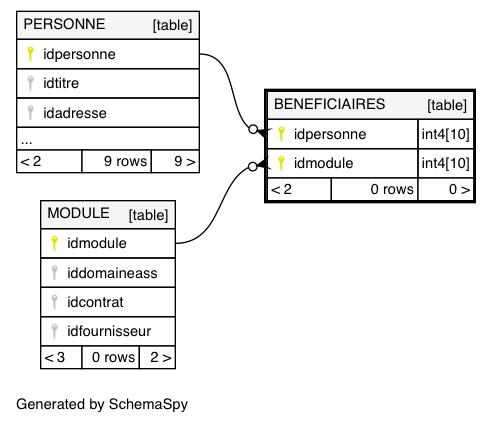 PERSONNE [table]
idpersonne
idtitre
idadresse
...
< 2 9 rows 9 >
BENEFICIAIRES [table]
idpersonne int4[10]
idmodule int4[10]
< 2 0 rows 0 >
MODULE [table]
idmodule
iddomaineass
idcontrat
idfournisseur
< 3 0 rows 2 >
Generated by SchemaSpy